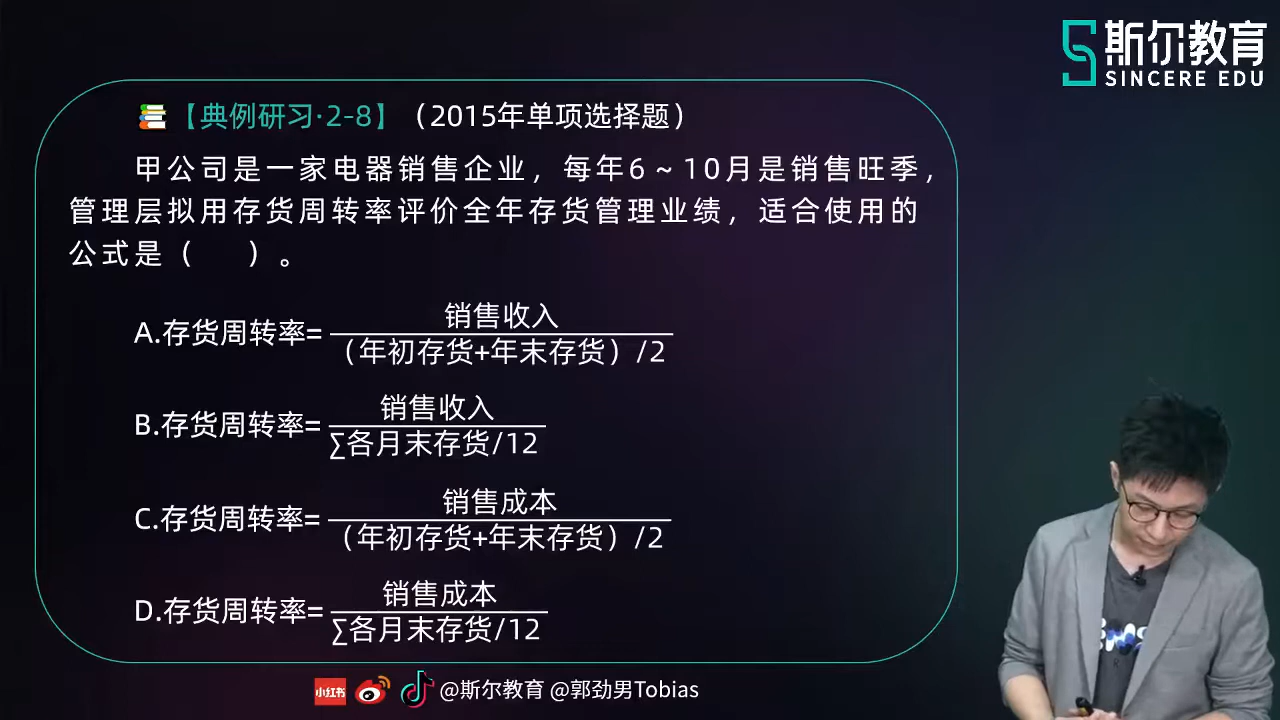 斯尔教育
SINCERE EDU
【典例研习·2-8】（2015年单项选择题）
甲公司是一家电器销售企业，每年6～10月是销售旺季，
管理层拟用存货周转率评价全年存货管理业绩，适合使用的
公式是（　　）。
A.存货周转率=销售收入
（年初存货+年末存货）/2
B.存货周转率=销售收入
∑各月末存货/12
C.存货周转率=销售成本
（年初存货+年末存货）/2
D.存货周转率=销售成本
∑各月末存货/12
小红书 @斯尔教育 @郭劲男Tobias